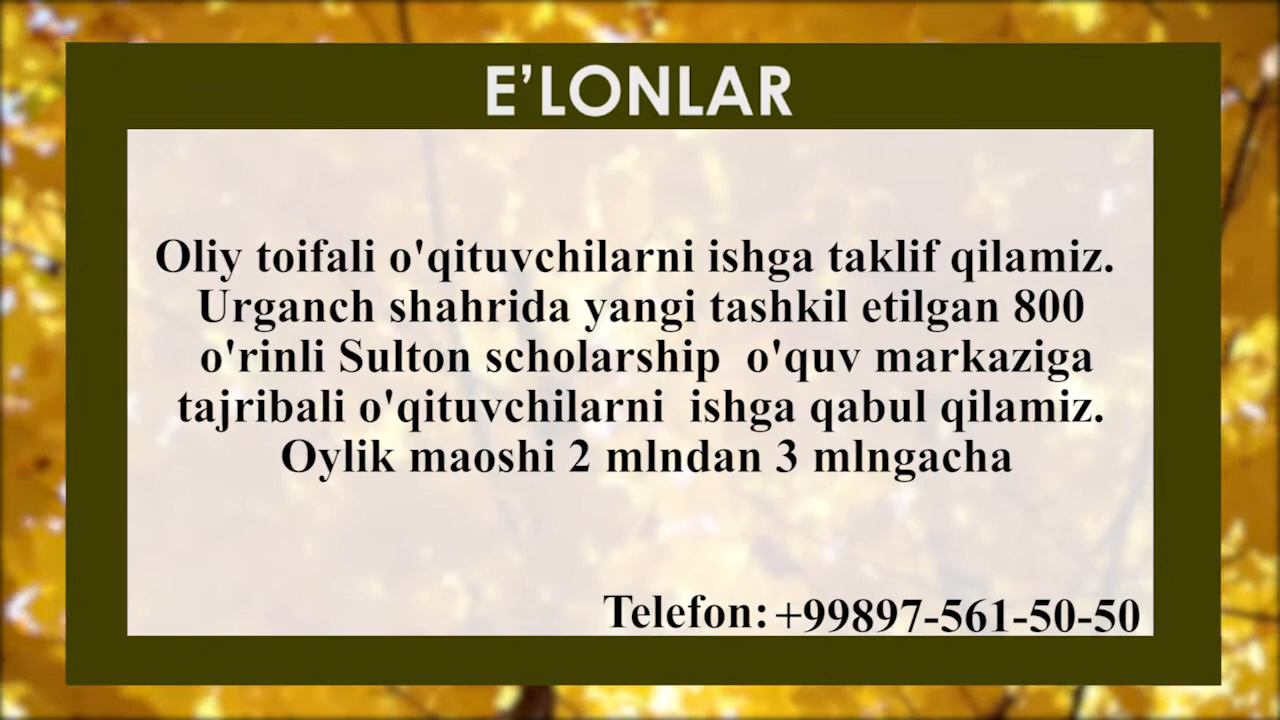 E’LONLAR
Oliy toifali o'qituvchilarni ishga taklif qilamiz.
Urganch shahrida yangi tashkil etilgan 800
o'rinli Sulton scholarship  o'quv markaziga
tajribali o'qituvchilarni  ishga qabul qilamiz.
Oylik maoshi 2 mlndan 3 mlngacha
Telefon: +99897-561-50-50